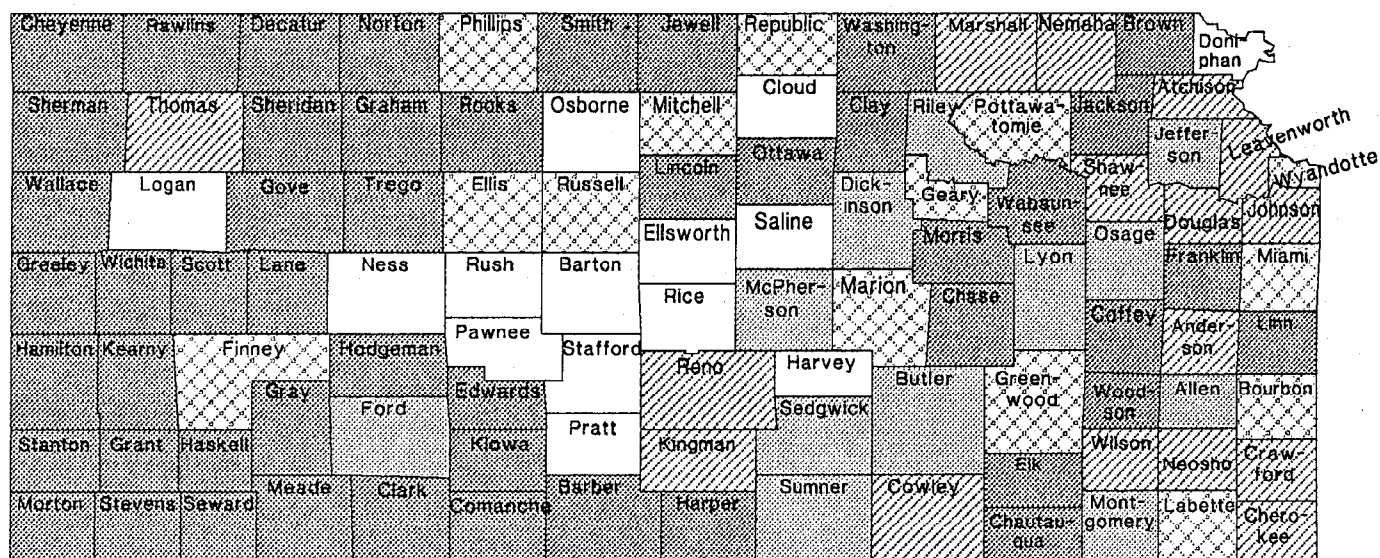 Cheyenne Rawlins Decatur Norton Phillips Smith Jewell Republic Washing-
ton Marshall Nemaha Brown Doni-
phan
Sherman Thomas Sheridan Graham Rooks Osborne Mitchell Cloud Clay Riley Pottawa-
tomie Jackson Atchison
Jeffer-
son Leavenworth
Wyandotte
Lincoln Ottawa
Wallace Logan Gove Trego Ellis Russell
Ellsworth Saline Dick-
inson Geary Wabaun-
see Shaw-
nee Douglas Johnson
Morris Osage
Greeley Wichita Scott Lane Ness Rush Barton
Rice McPher-
son Marion Chase Lyon Franklin Miami
Coffey Ander-
son Linn
Hamilton Kearny Finney Hodgeman Pawnee Stafford
Reno Harvey Butler Green-
wood Wood-
son Allen Bourbon
Gray Ford Edwards Sedgwick
Stanton Grant Haskell Kiowa Pratt Kingman
Elk Wilson Neosho Craw-
ford
Morton Stevens Seward Meade Clark Comanche Barber Harper Sumner Cowley
Chautau-
qua Mont-
gomery Labette Chero-
kee